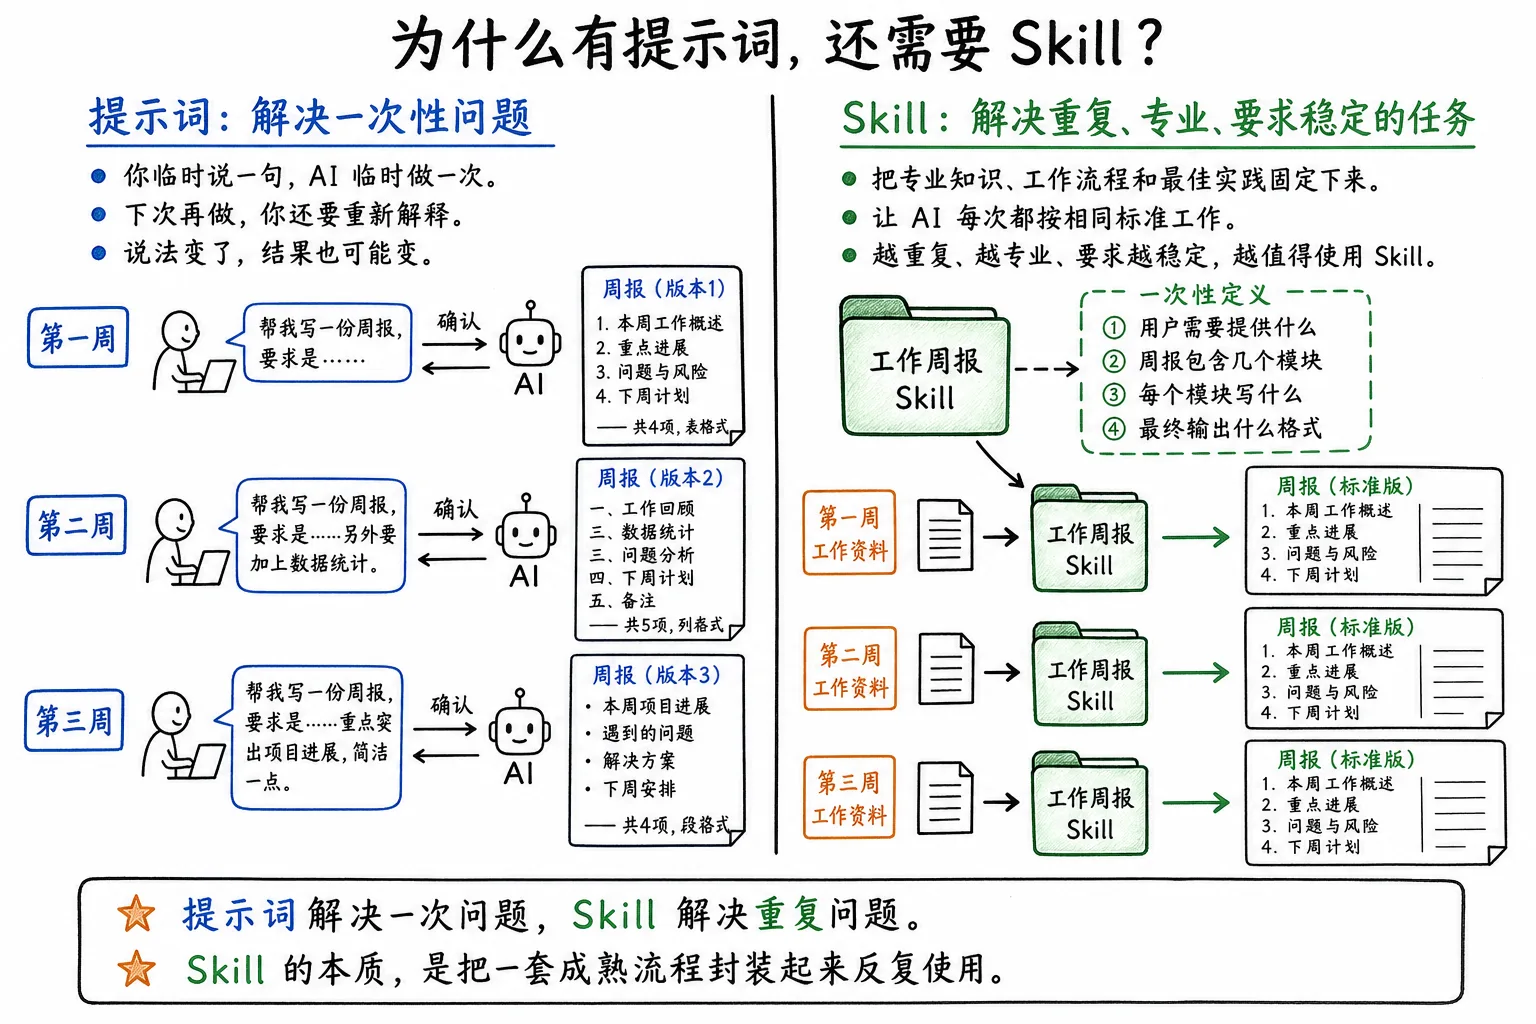 为什么有提示词，还需要 Skill？
提示词：解决一次性问题
你临时说一句，AI 临时做一次。
下次再做，你还要重新解释。
说法变了，结果也可能变。
第一周
帮我写一份周报，
要求是……
确认
AI
周报（版本1）
1. 本周工作概述
2. 重点进展
3. 问题与风险
4. 下周计划
—— 共4项，表格式
第二周
帮我写一份周报，
要求是……另外要
加上数据统计。
确认
AI
周报（版本2）
一、工作回顾
三、数据统计
三、问题分析
四、下周计划
五、备注
—— 共5项，列格式
第三周
帮我写一份周报，
要求是……重点突
出项目进展，简洁
一点。
确认
AI
周报（版本3）
• 本周项目进展
• 遇到的问题
• 解决方案
• 下周安排
—— 共4项，段格式
Skill：解决重复、专业、要求稳定的任务
把专业知识、工作流程和最佳实践固定下来。
让 AI 每次都按相同标准工作。
越重复、越专业、要求越稳定，越值得使用 Skill。
工作周报
Skill
一次性定义
① 用户需要提供什么
② 周报包含几个模块
③ 每个模块写什么
④ 最终输出什么格式
第一周
工作资料
工作周报
Skill
周报（标准版）
1. 本周工作概述
2. 重点进展
3. 问题与风险
4. 下周计划
第二周
工作资料
工作周报
Skill
周报（标准版）
1. 本周工作概述
2. 重点进展
3. 问题与风险
4. 下周计划
第三周
工作资料
工作周报
Skill
周报（标准版）
1. 本周工作概述
2. 重点进展
3. 问题与风险
4. 下周计划
提示词解决一次问题，Skill 解决重复问题。
Skill 的本质，是把一套成熟流程封装起来反复使用。